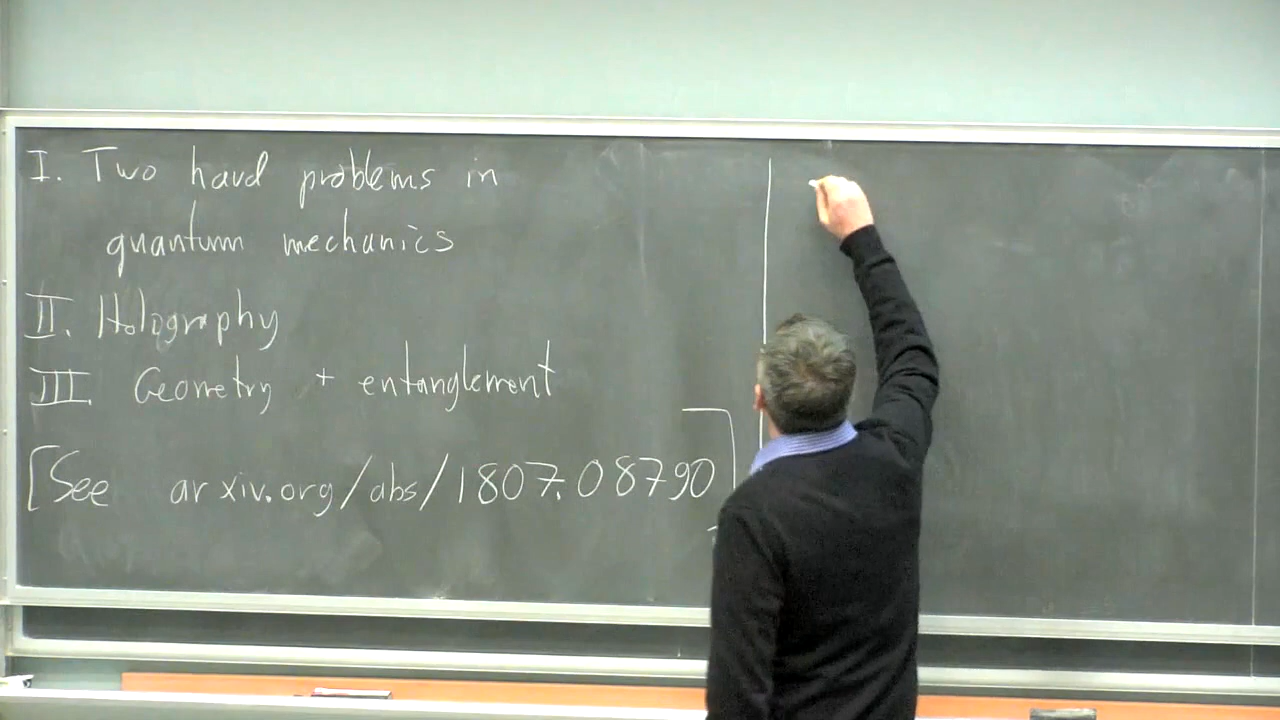 I. Two hard problems in
quantum mechanics
II. Holography
III. Geometry + entanglement
[See arxiv.org/abs/1807.08790]